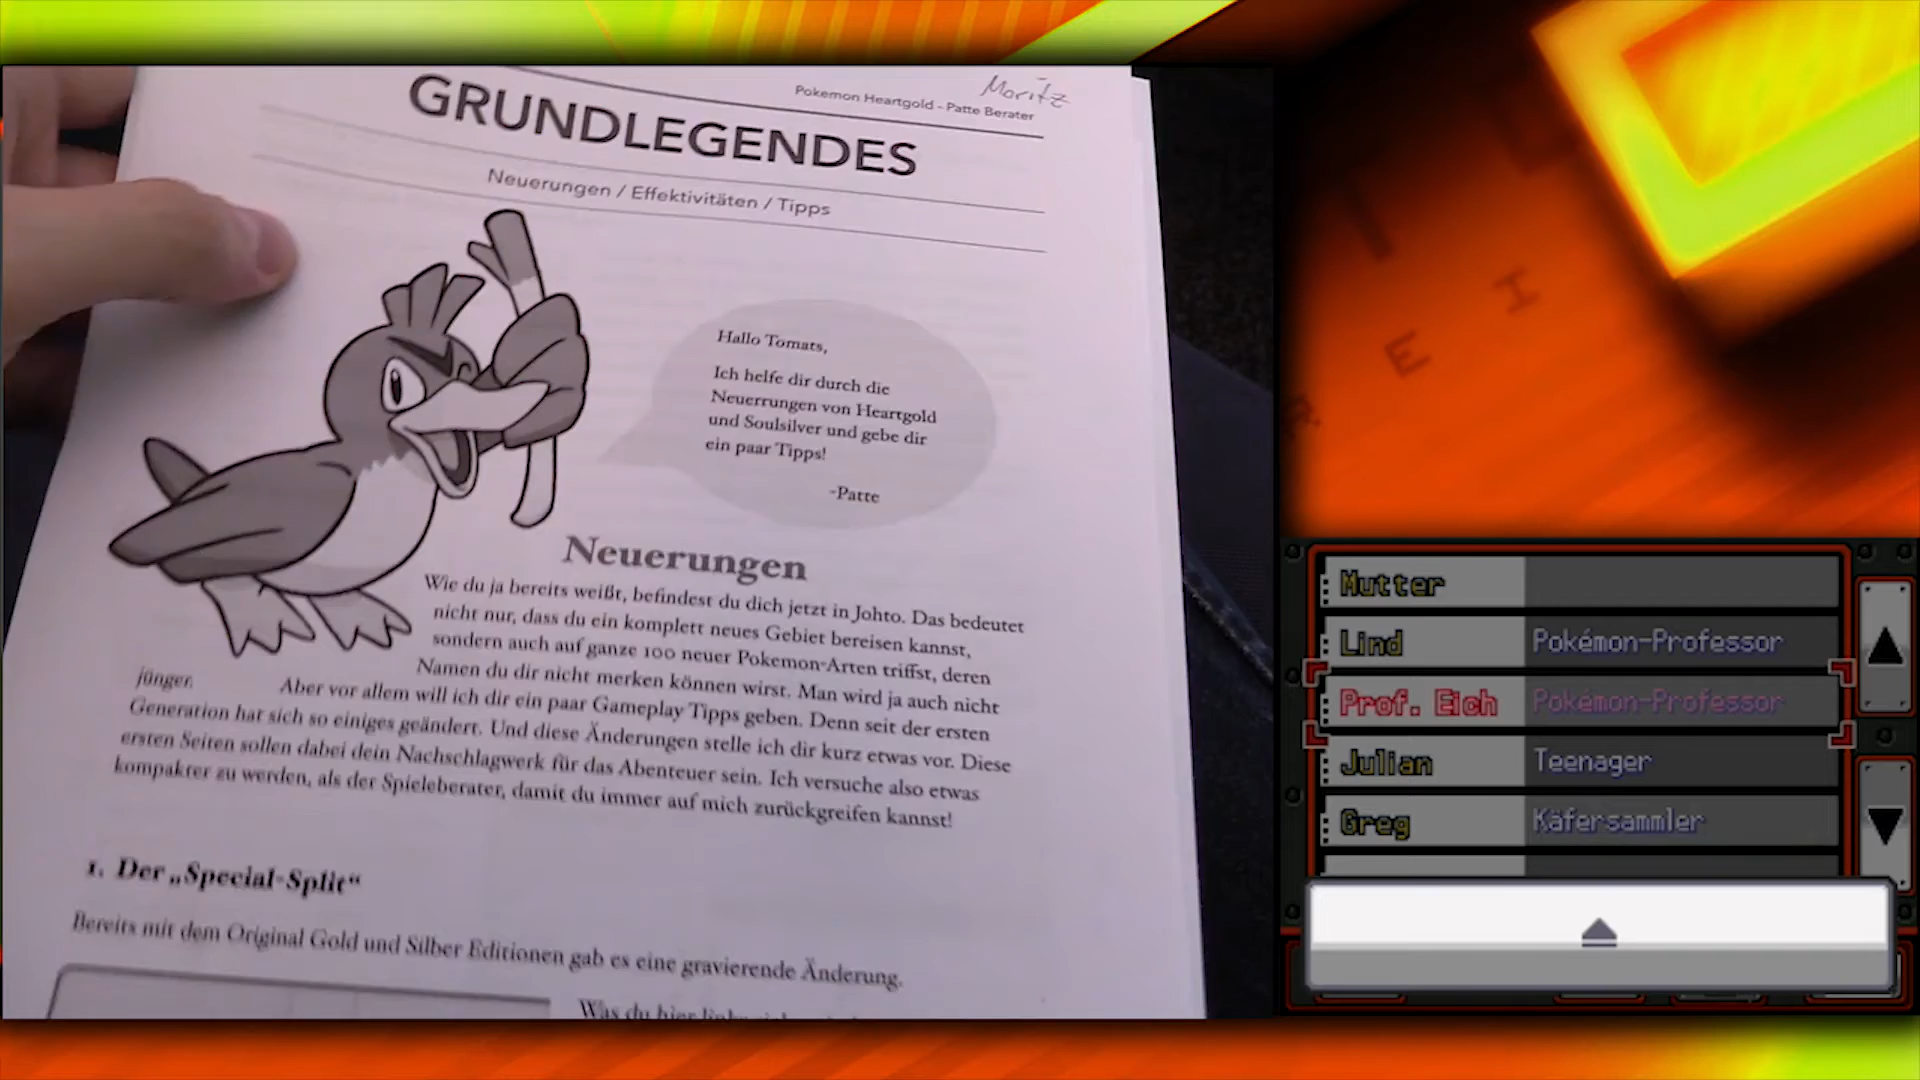 Moritz
Pokemon Heartgold - Patte Berater
GRUNDLEGENDES
Neuerungen / Effektivitäten / Tipps
Hallo Tomats,
Ich helfe dir durch die
Neuerrungen von Heartgold
und Soulsilver und gebe dir
ein paar Tipps!
-Patte
Neuerungen
Wie du ja bereits weißt, befindest du dich jetzt in Johto. Das bedeutet
nicht nur, dass du ein komplett neues Gebiet bereisen kannst,
sondern auch auf ganze 100 neuer Pokemon-Arten triffst, deren
Namen du dir nicht merken können wirst. Man wird ja auch nicht
jünger. Aber vor allem will ich dir ein paar Gameplay Tipps geben. Denn seit der ersten
Generation hat sich so einiges geändert. Und diese Änderungen stelle ich dir kurz etwas vor. Diese
ersten Seiten sollen dabei dein Nachschlagwerk für das Abenteuer sein. Ich versuche also etwas
kompakter zu werden, als der Spieleberater, damit du immer auf mich zurückgreifen kannst!
1. Der „Special-Split“
Bereits mit dem Original Gold und Silber Editionen gab es eine gravierende Änderung.
Was du hier links
E I
Mutter
Lind Pokémon-Professor
Prof. Eich Pokémon-Professor
Julian Teenager
Greg Käfersammler